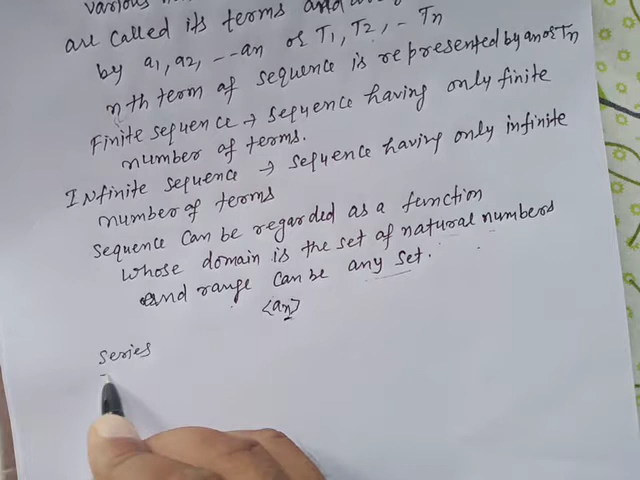 various
are called its terms and
by a1, a2, --an or T1, T2, - Tn
nth term of sequence is represented by an or Tn
Finite sequence → sequence having only finite
number of terms.
Infinite sequence → sequence having only infinite
number of terms
sequence can be regarded as a function
whose domain is the set of natural numbers
and range can be any set.
<an>
series